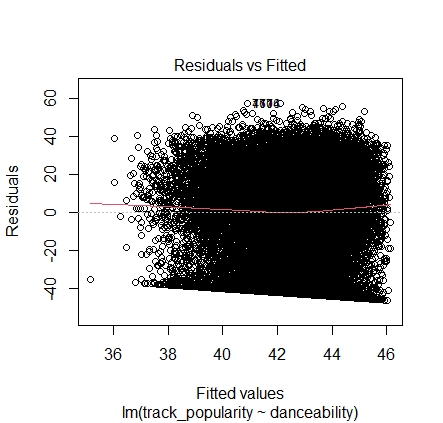 Residuals vs Fitted
Residuals
60
40
20
0
-20
-40
36 38 40 42 44 46
Fitted values
lm(track_popularity ~ danceability)